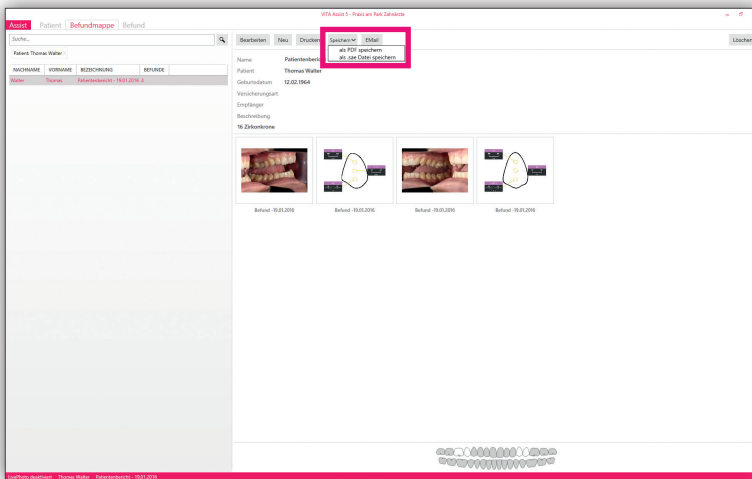 VITA Assist 5 - Praxis am Park Zahnärzte
Assist Patient Befundmappe Befund
Suche...
Bearbeiten Neu Drucken Speichern EMail Löschen
als PDF speichern
als .sae Datei speichern
Patient: Thomas Walter
NACHNAME VORNAME BEZEICHNUNG BEFUNDE
Walter Thomas Patientenbericht - 19.01.2016 4
Name Patientenberic
Patient Thomas Walter
Geburtsdatum 12.02.1964
Versicherungsart
Empfänger
Beschreibung
16 Zirkonkrone
Befund -19.01.2016 Befund -19.01.2016 Befund -19.01.2016 Befund -19.01.2016
LivePhoto deaktiviert Thomas Walter Patientenbericht - 19.01.2016